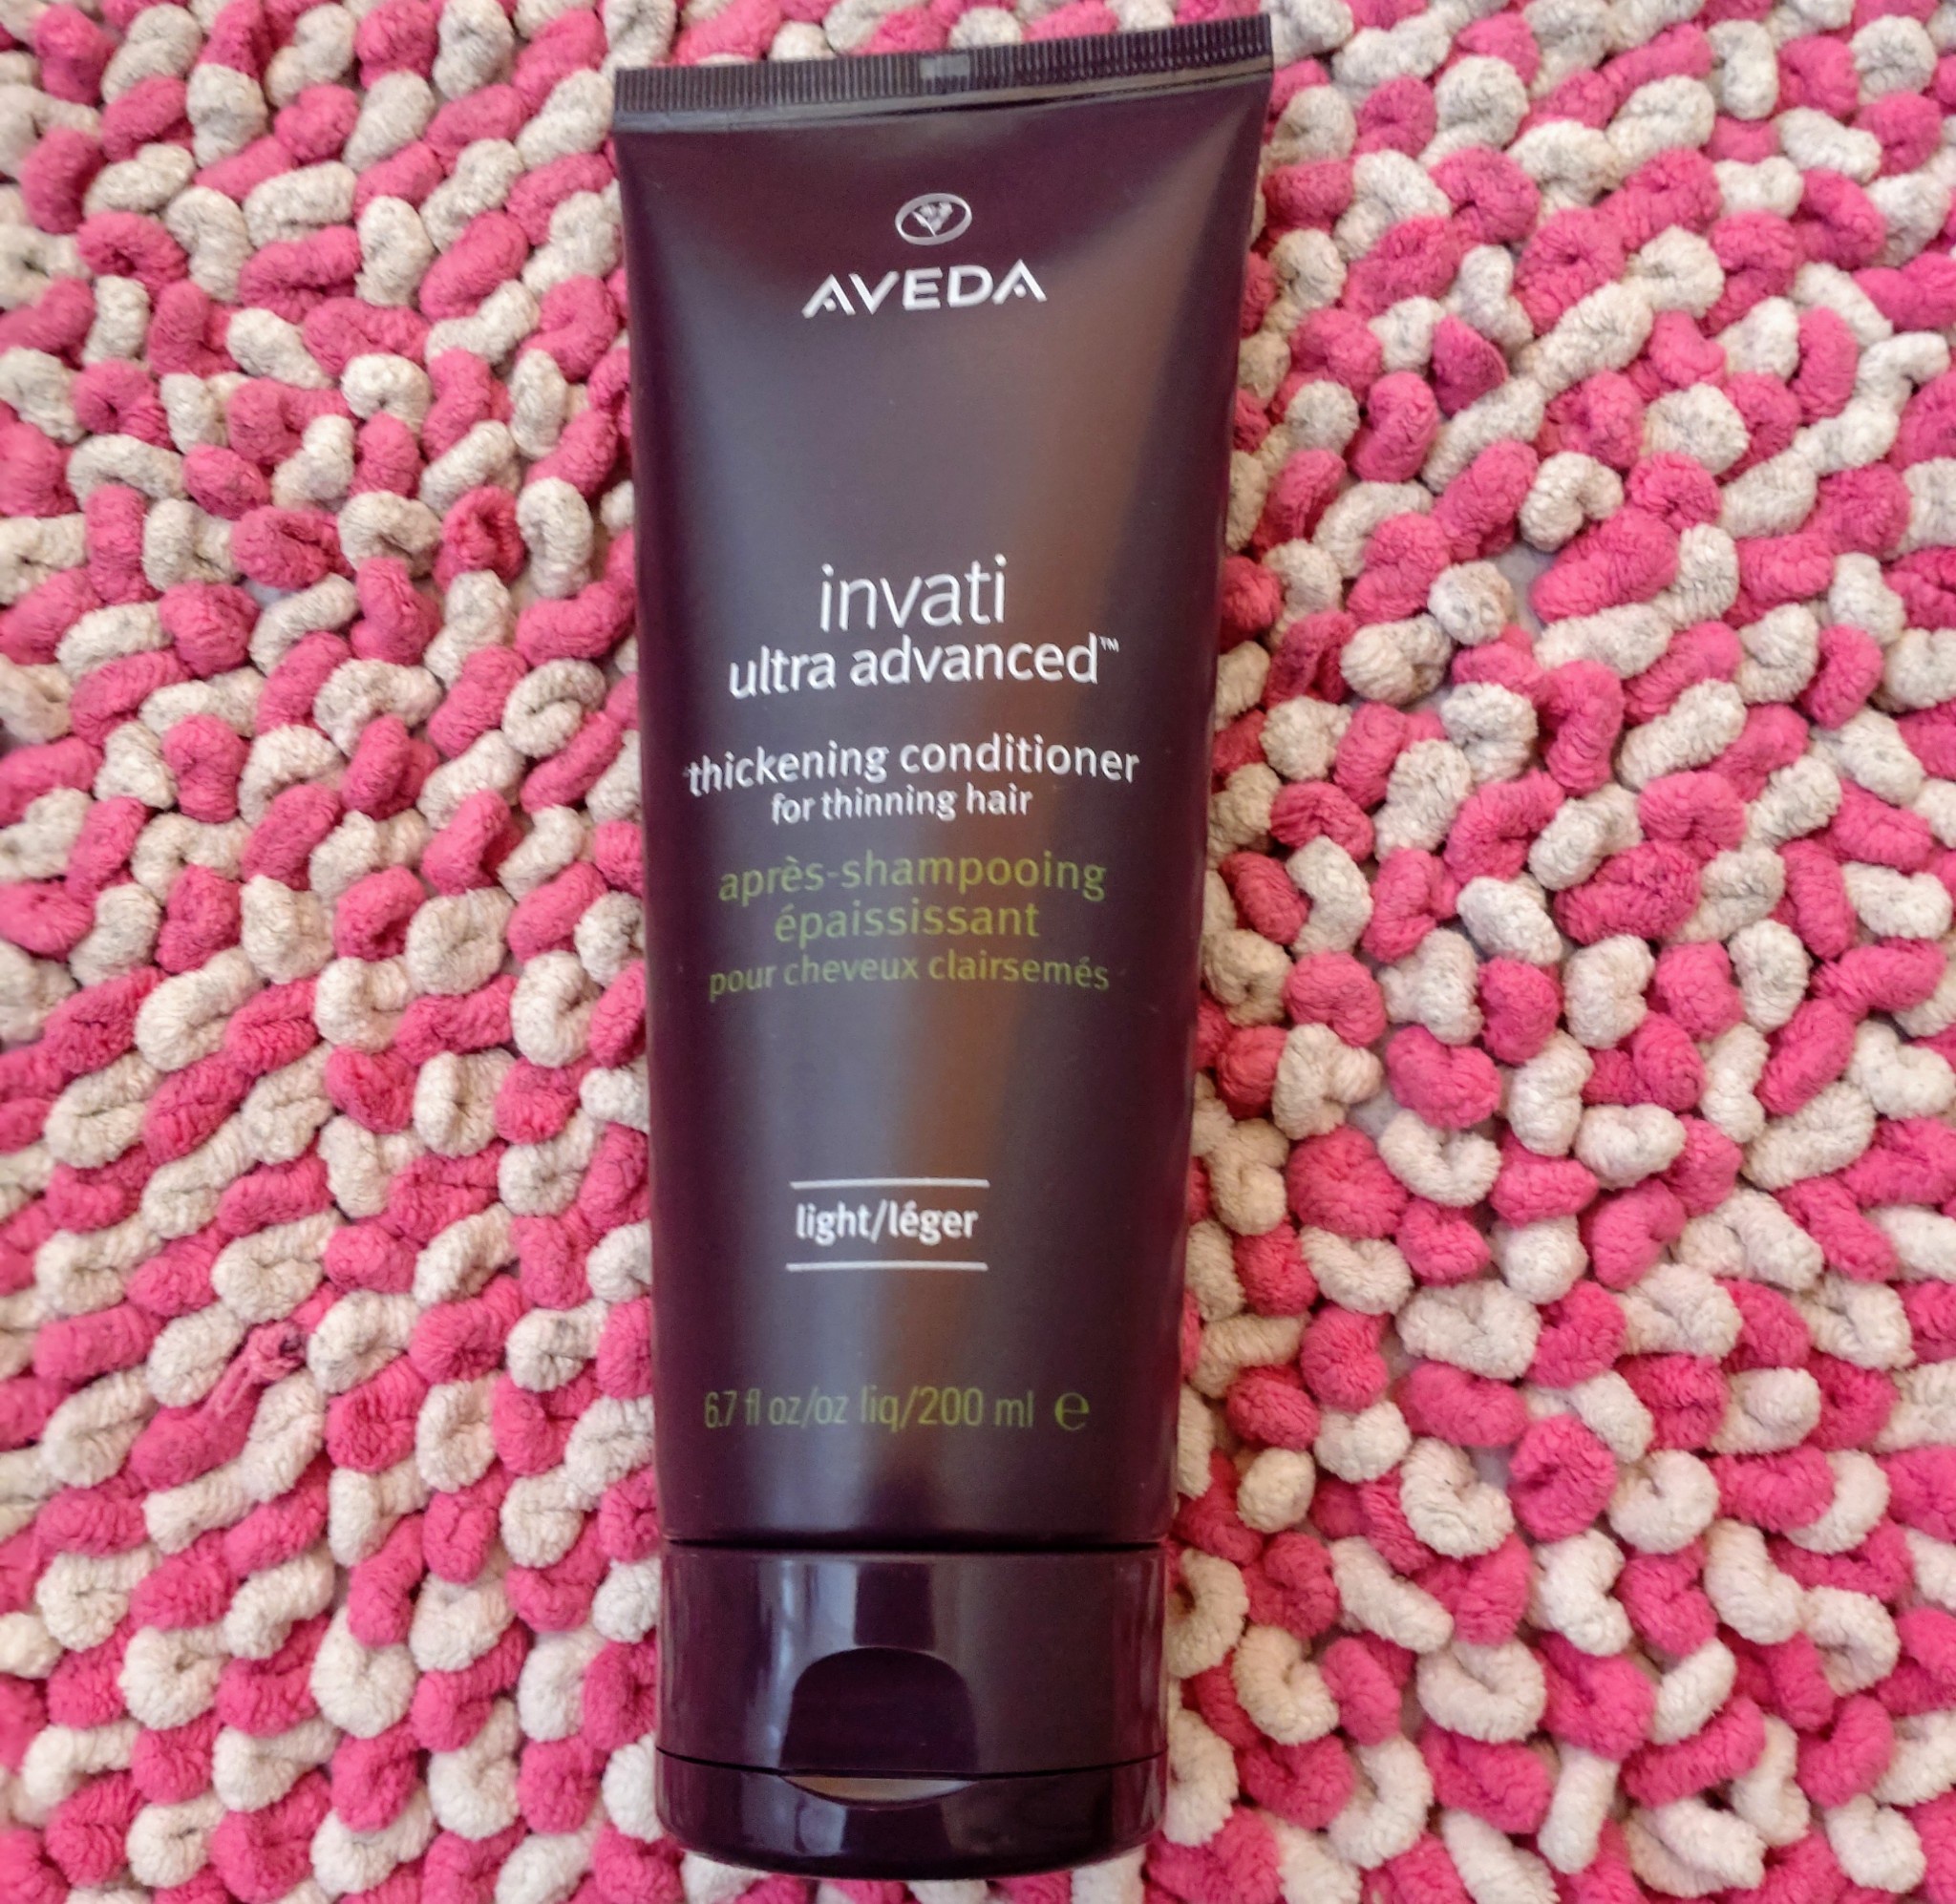 AVEDA
invati
ultra advanced™
thickening conditioner
for thinning hair
après-shampooing
épaississant
pour cheveux clairsemés
light/léger
6.7 fl oz/oz liq/200 ml ℮